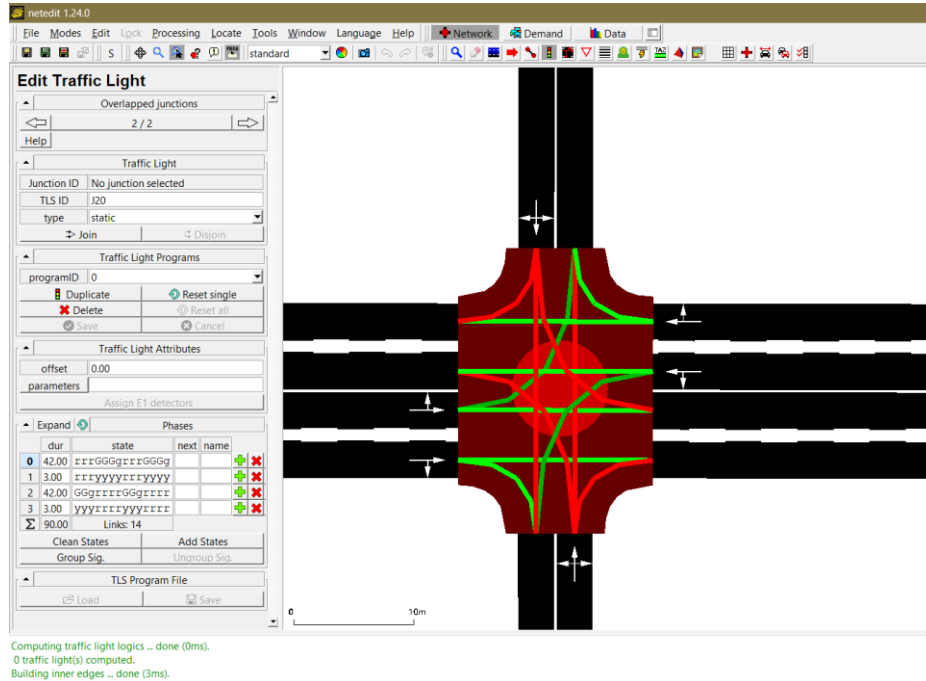 netedit 1.24.0
File Modes Edit Lock Processing Locate Tools Window Language Help Network Demand Data
S standard TAZ
Edit Traffic Light
Overlapped junctions
2 / 2
Help
Traffic Light
Junction ID No junction selected
TLS ID J20
type static
Join Disjoin
Traffic Light Programs
programID 0
Duplicate Reset single
Delete Reset all
Save Cancel
Traffic Light Attributes
offset 0.00
parameters
Assign E1 detectors
Expand Phases
dur state next name
0 42.00 rrrGGGgrrrGGGg
1 3.00 rrryyyyrrryyyy
2 42.00 GGgrrrrGGgrrrr
3 3.00 yyyrrrryyyrrrr
Σ 90.00 Links: 14
Clean States Add States
Group Sig. Ungroup Sig.
TLS Program File
Load Save
0 10m
Computing traffic light logics ... done (0ms).
0 traffic light(s) computed.
Building inner edges ... done (3ms).